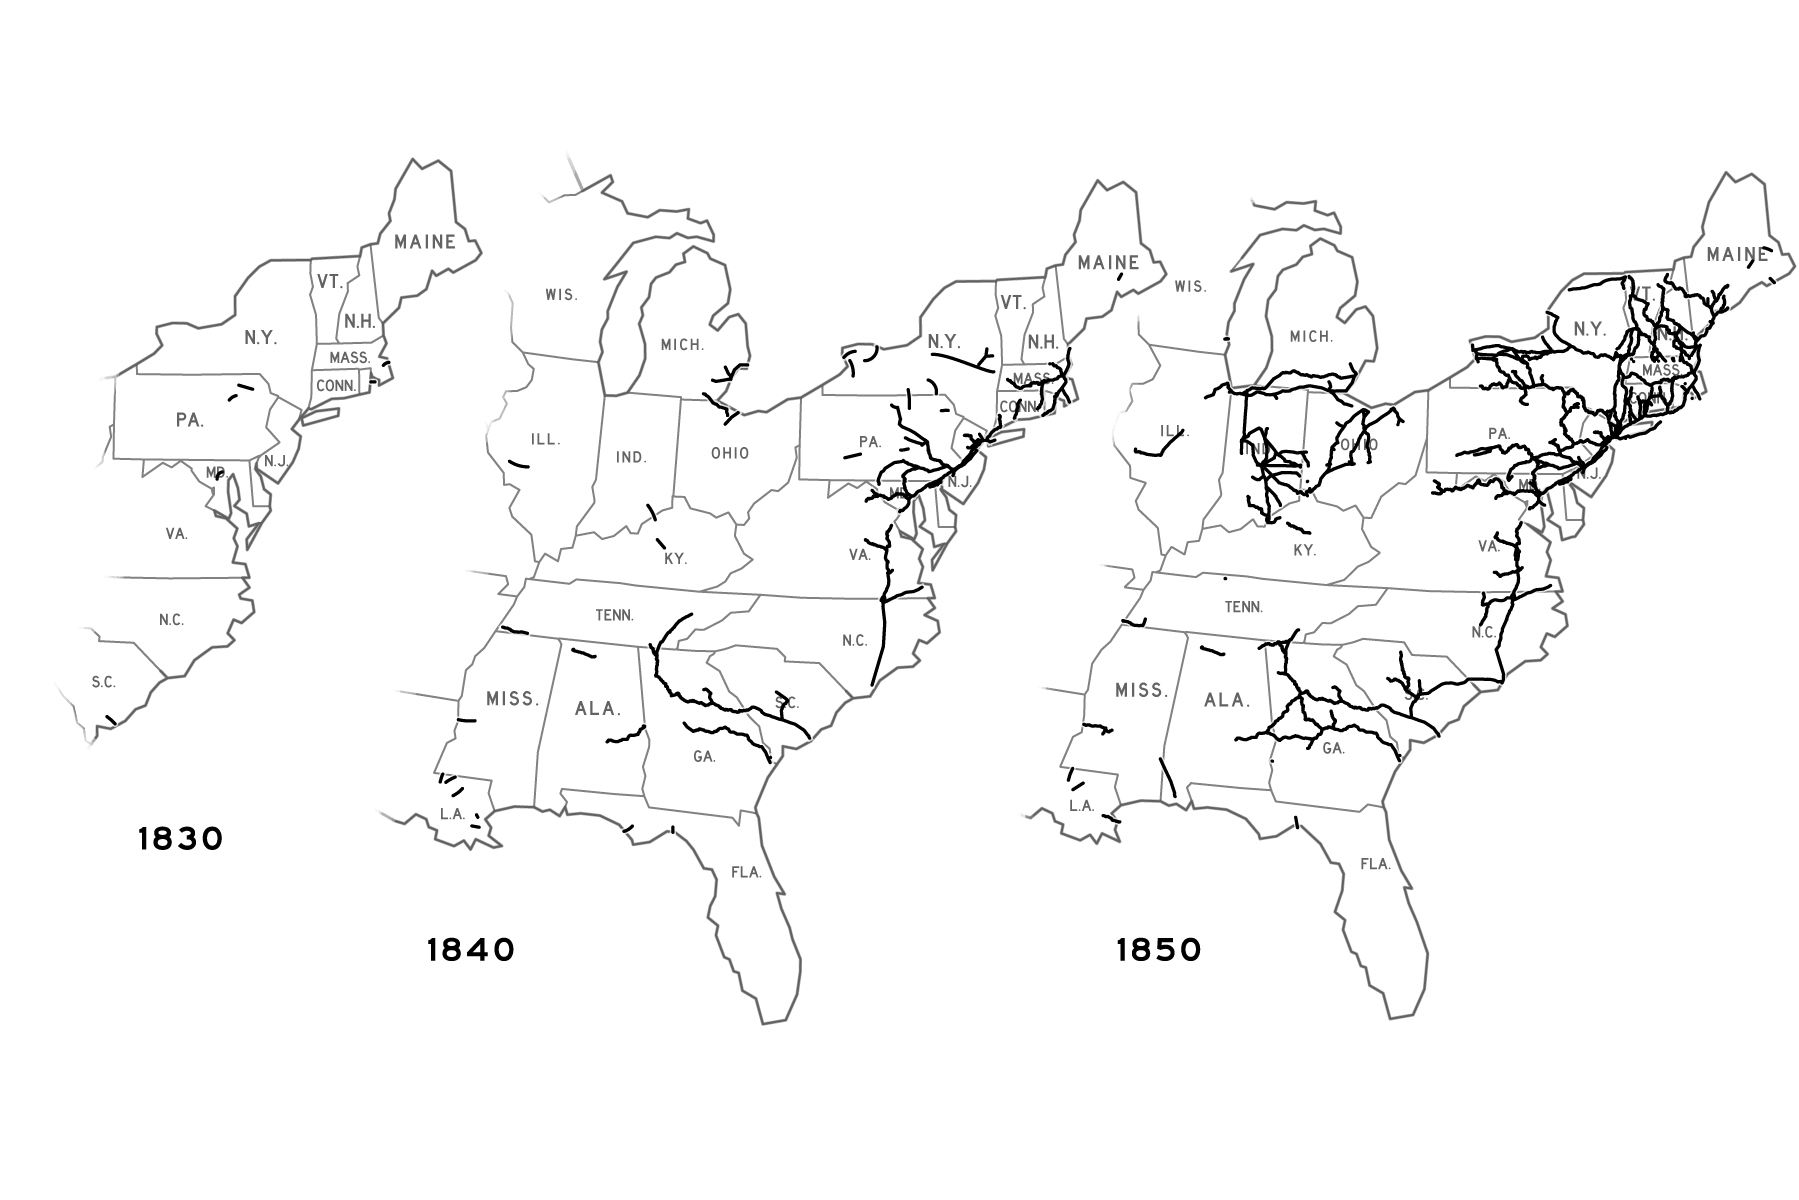 MAINE
VT.
N.H.
N.Y.
MASS.
CONN.
PA.
N.J.
MD.
VA.
N.C.
S.C.
1830
MAINE
WIS.
VT.
MICH.
N.Y.
N.H.
MASS.
CONN.
ILL.
IND.
OHIO
PA.
N.J.
MD.
KY.
VA.
TENN.
N.C.
MISS.
ALA.
S.C.
GA.
L.A.
FLA.
1840
MAINE
WIS.
VT.
MICH.
N.Y.
N.H.
MASS.
CONN.
ILL.
IND.
OHIO
PA.
N.J.
MD.
KY.
VA.
TENN.
N.C.
MISS.
ALA.
S.C.
GA.
L.A.
FLA.
1850